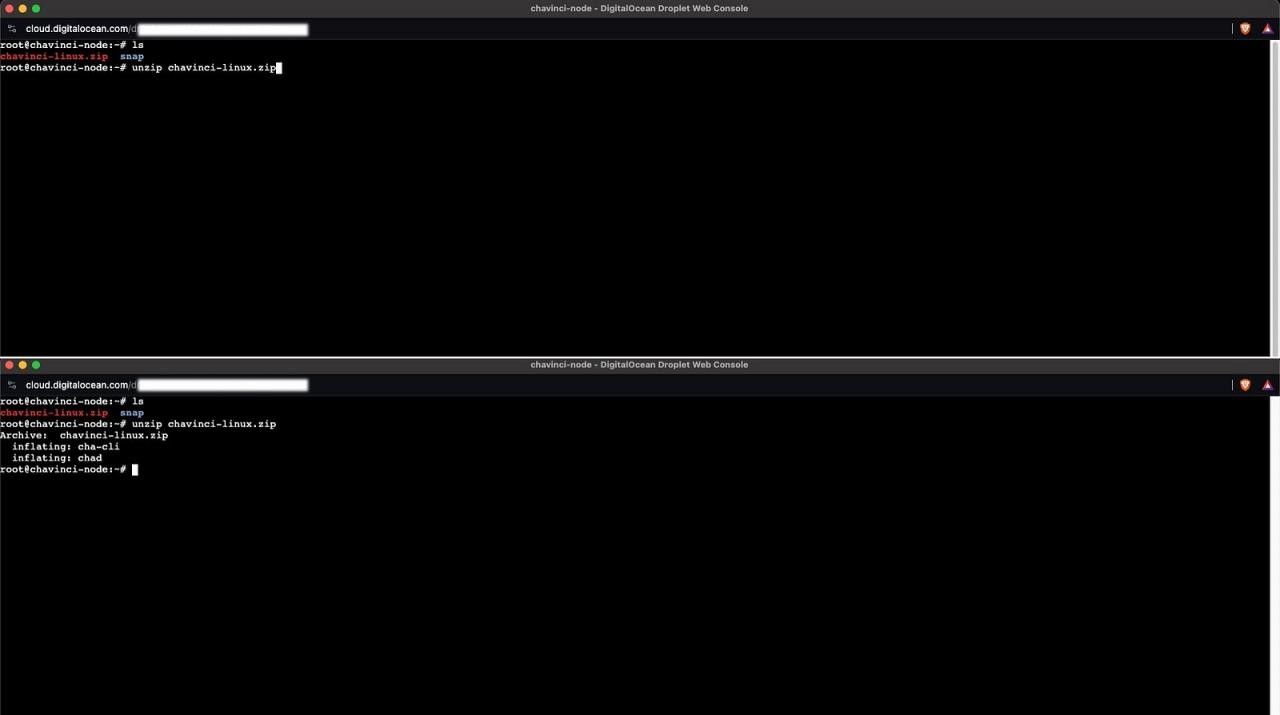 chavinci-node - DigitalOcean Droplet Web Console
cloud.digitalocean.com/d
root@chavinci-node:~# ls
chavinci-linux.zip  snap
root@chavinci-node:~# unzip chavinci-linux.zip
chavinci-node - DigitalOcean Droplet Web Console
cloud.digitalocean.com/d
root@chavinci-node:~# ls
chavinci-linux.zip  snap
root@chavinci-node:~# unzip chavinci-linux.zip
Archive:  chavinci-linux.zip
  inflating: cha-cli
  inflating: chad
root@chavinci-node:~#